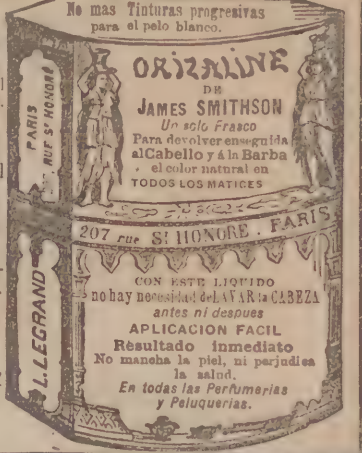 No mas Tinturas progresivas
para el pelo blanco.
ORIZALINE
DE
JAMES SMITHSON
Un solo Frasco
Para devolver enseguida
al Cabello y á la Barba
el color natural en
TODOS LOS MATICES
PARIS
RUE St HONORÉ
207 rue St HONORÉ. PARIS
L. LEGRAND
CON ESTE LIQUIDO
no hay necesidad de LAVAR la CABEZA
antes ni despues
APLICACION FACIL
Resultado inmediato
No mancha la piel, ni perjudica
la salud.
En todas las Perfumerias
y Peluquerias.